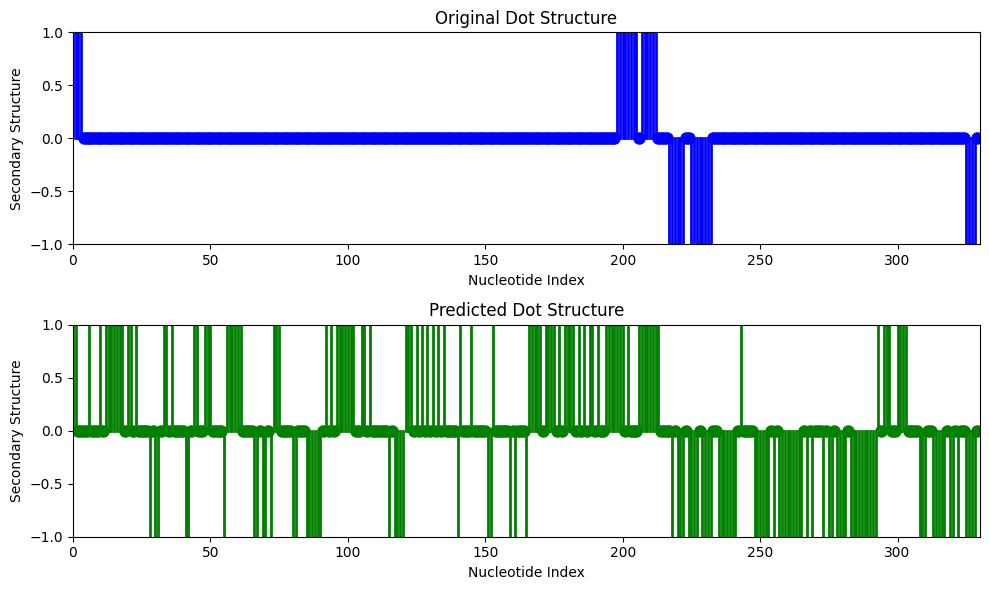 Original Dot Structure
1.0
0.5
0.0
−0.5
−1.0
Secondary Structure
0 50 100 150 200 250 300
Nucleotide Index
Predicted Dot Structure
1.0
0.5
0.0
−0.5
−1.0
Secondary Structure
0 50 100 150 200 250 300
Nucleotide Index